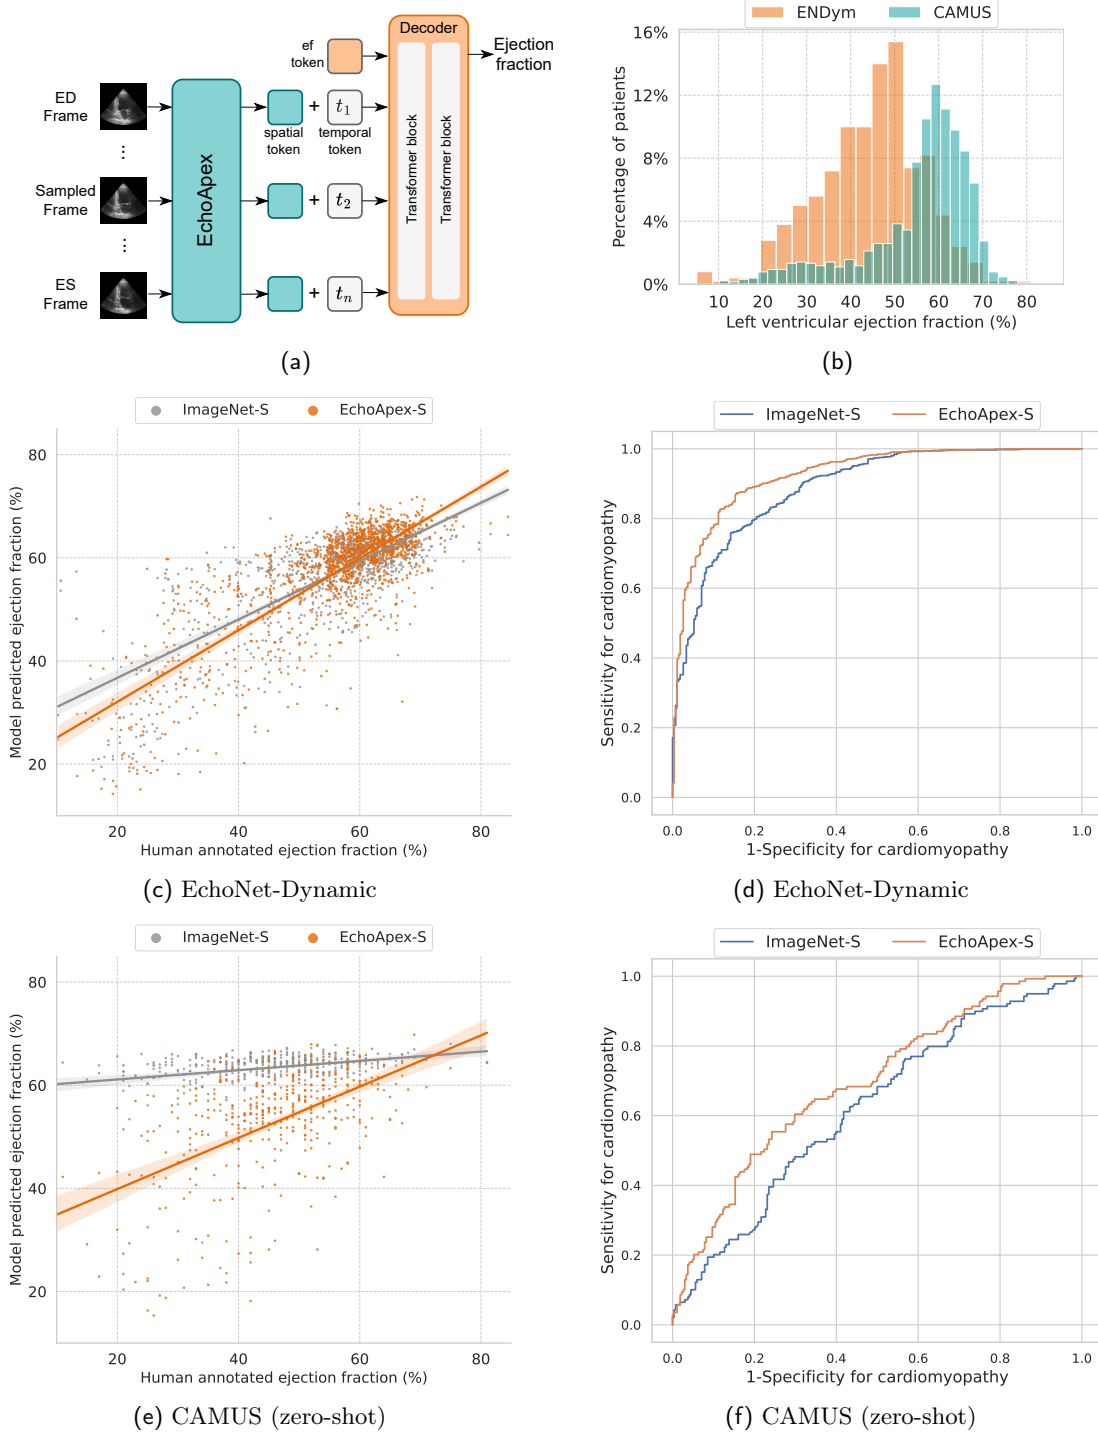 ef
token
Decoder
Ejection
fraction
ED
Frame
EchoApex
spatial
token
+
t1
temporal
token
Transformer block
Transformer block
Sampled
Frame
+
t2
ES
Frame
+
tn
(a)
ENDym
CAMUS
Percentage of patients
16%
12%
8%
4%
0%
10 20 30 40 50 60 70 80
Left ventricular ejection fraction (%)
(b)
ImageNet-S
EchoApex-S
Model predicted ejection fraction (%)
80
60
40
20
20 40 60 80
Human annotated ejection fraction (%)
(c) EchoNet-Dynamic
ImageNet-S
EchoApex-S
Sensitivity for cardiomyopathy
1.0
0.8
0.6
0.4
0.2
0.0
0.0 0.2 0.4 0.6 0.8 1.0
1-Specificity for cardiomyopathy
(d) EchoNet-Dynamic
ImageNet-S
EchoApex-S
Model predicted ejection fraction (%)
80
60
40
20
20 40 60 80
Human annotated ejection fraction (%)
(e) CAMUS (zero-shot)
ImageNet-S
EchoApex-S
Sensitivity for cardiomyopathy
1.0
0.8
0.6
0.4
0.2
0.0
0.0 0.2 0.4 0.6 0.8 1.0
1-Specificity for cardiomyopathy
(f) CAMUS (zero-shot)